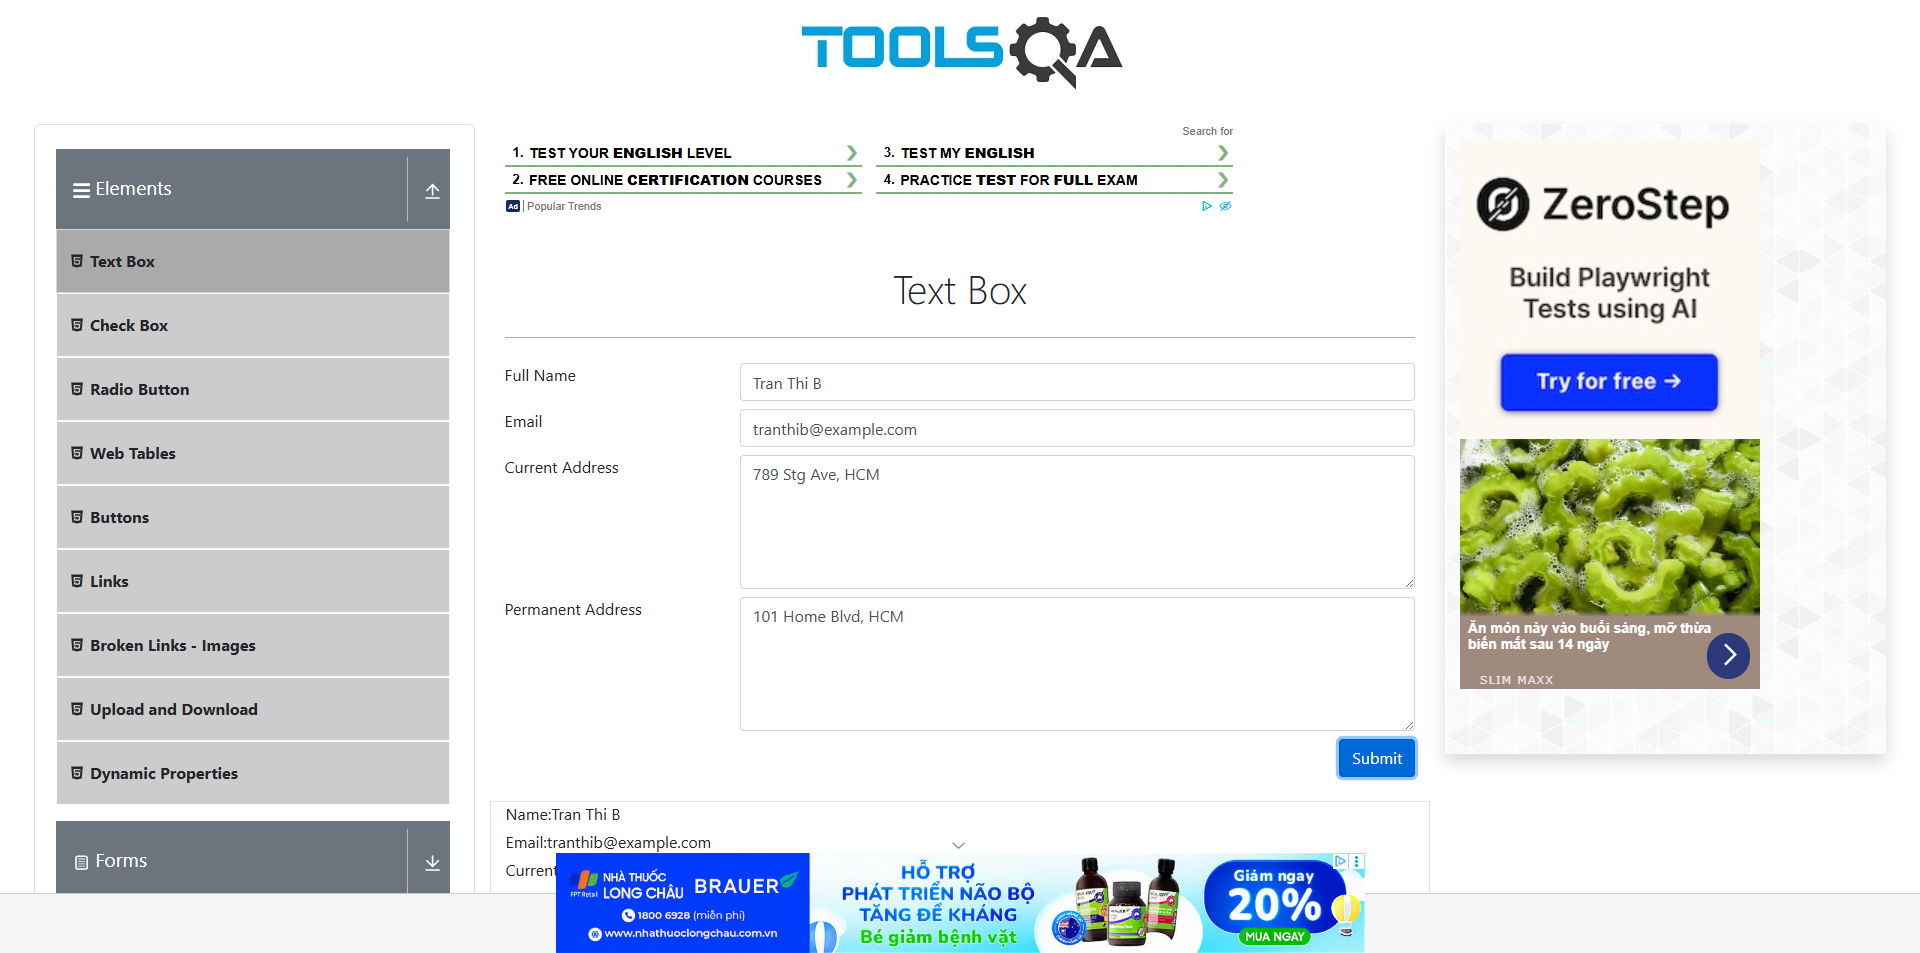 TOOLSQA
Elements
Text Box
Check Box
Radio Button
Web Tables
Buttons
Links
Broken Links - Images
Upload and Download
Dynamic Properties
Forms
Search for
1. TEST YOUR ENGLISH LEVEL
2. FREE ONLINE CERTIFICATION COURSES
3. TEST MY ENGLISH
4. PRACTICE TEST FOR FULL EXAM
Ad | Popular Trends
Text Box
Full Name
Tran Thi B
Email
tranthib@example.com
Current Address
789 Stg Ave, HCM
Permanent Address
101 Home Blvd, HCM
Submit
Name:Tran Thi B
Email:tranthib@example.com
Current
ZeroStep
Build Playwright
Tests using AI
Try for free →
Ăn món này vào buổi sáng, mỡ thừa
biến mất sau 14 ngày
SLIM MAXX
FPT Retail
NHÀ THUỐC
LONG CHÂU
BRAUER
1800 6928 (miễn phí)
www.nhathuoclongchau.com.vn
HỖ TRỢ
PHÁT TRIỂN NÃO BỘ
TĂNG ĐỀ KHÁNG
Bé giảm bệnh vặt
Giảm ngay
20%
MUA NGAY